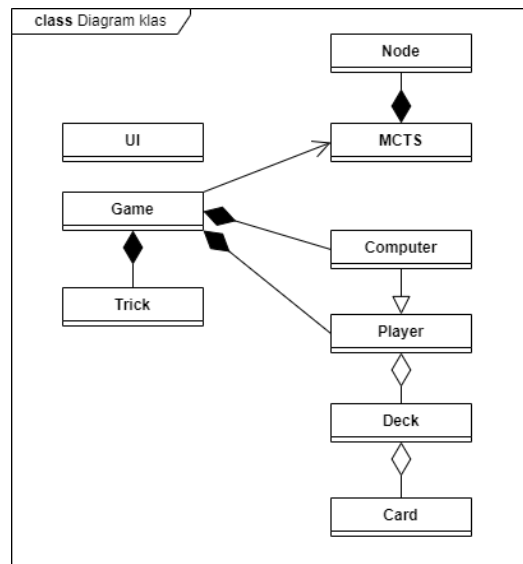 class Diagram klas
Node
UI
MCTS
Game
Computer
Trick
Player
Deck
Card